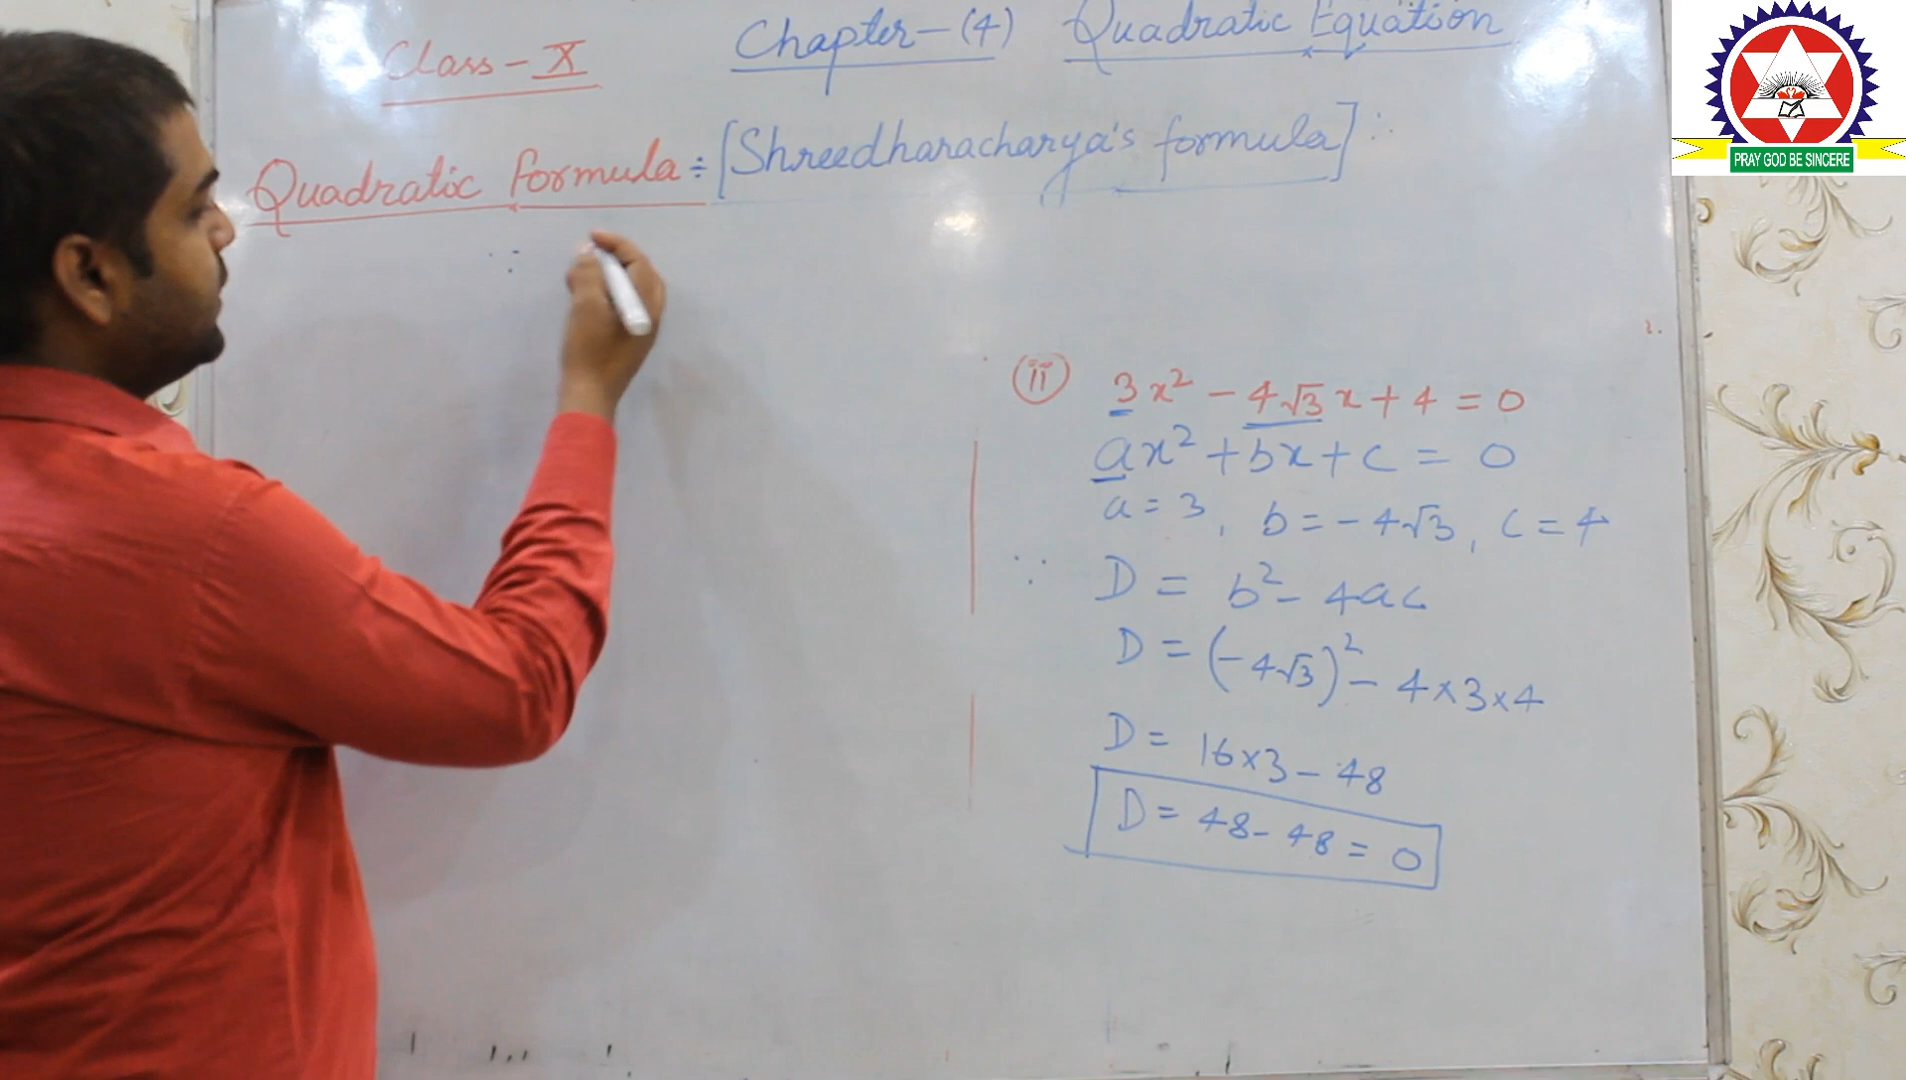 Class - X
Chapter - (4) Quadratic Equation
Quadratic formula ÷ [Shreedharacharya's formula] :
∵
(ii) 3x² - 4√3x + 4 = 0
ax² + bx + c = 0
a = 3, b = -4√3, c = 4
∵ D = b² - 4ac
D = (-4√3)² - 4×3×4
D = 16×3 - 48
D = 48 - 48 = 0
PRAY GOD BE SINCERE